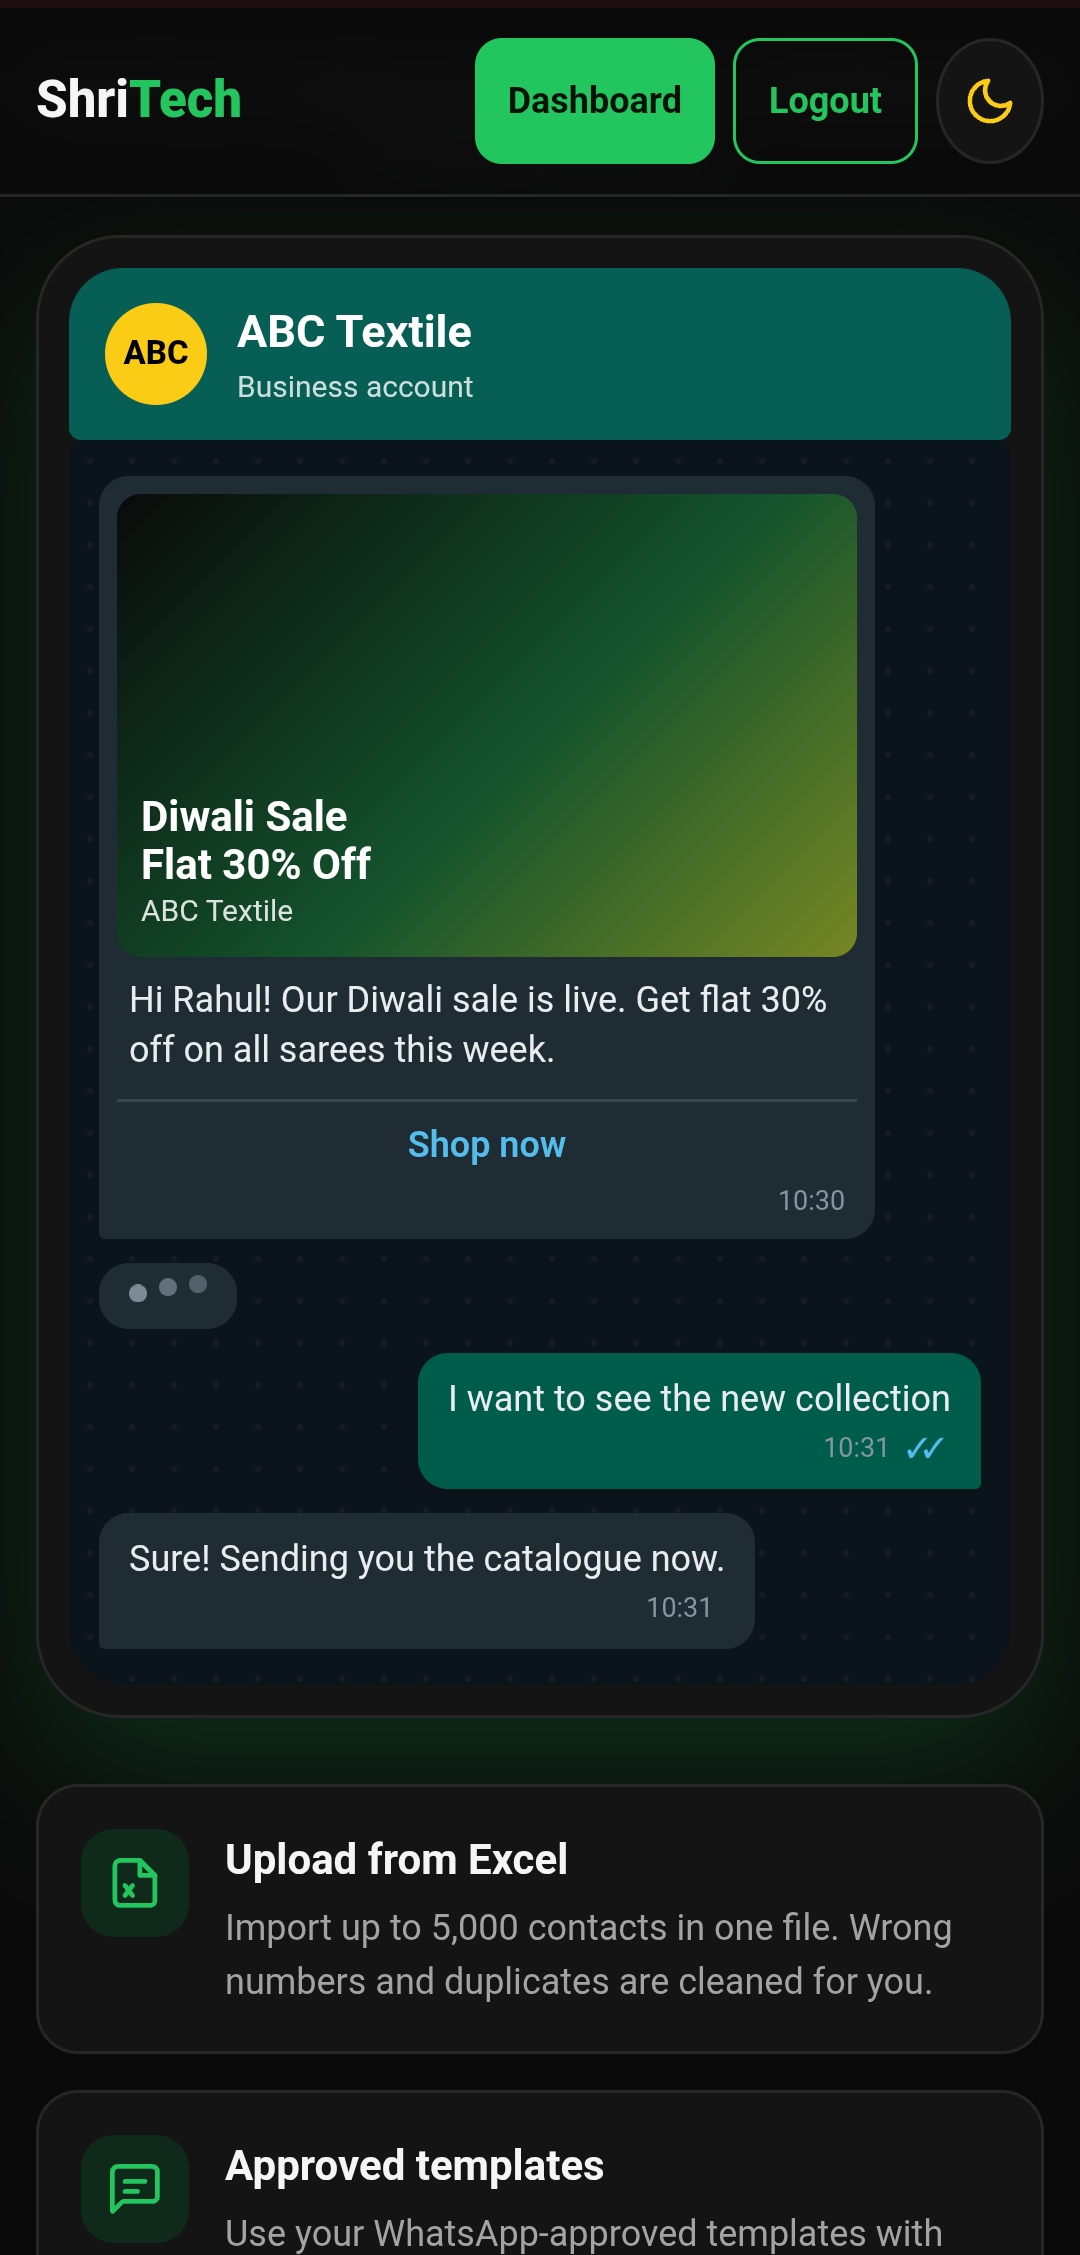 ShriTech
Dashboard
Logout
ABC
ABC Textile
Business account
Diwali Sale
Flat 30% Off
ABC Textile
Hi Rahul! Our Diwali sale is live. Get flat 30%
off on all sarees this week.
Shop now
10:30
I want to see the new collection
10:31
Sure! Sending you the catalogue now.
10:31
Upload from Excel
Import up to 5,000 contacts in one file. Wrong
numbers and duplicates are cleaned for you.
Approved templates
Use your WhatsApp-approved templates with